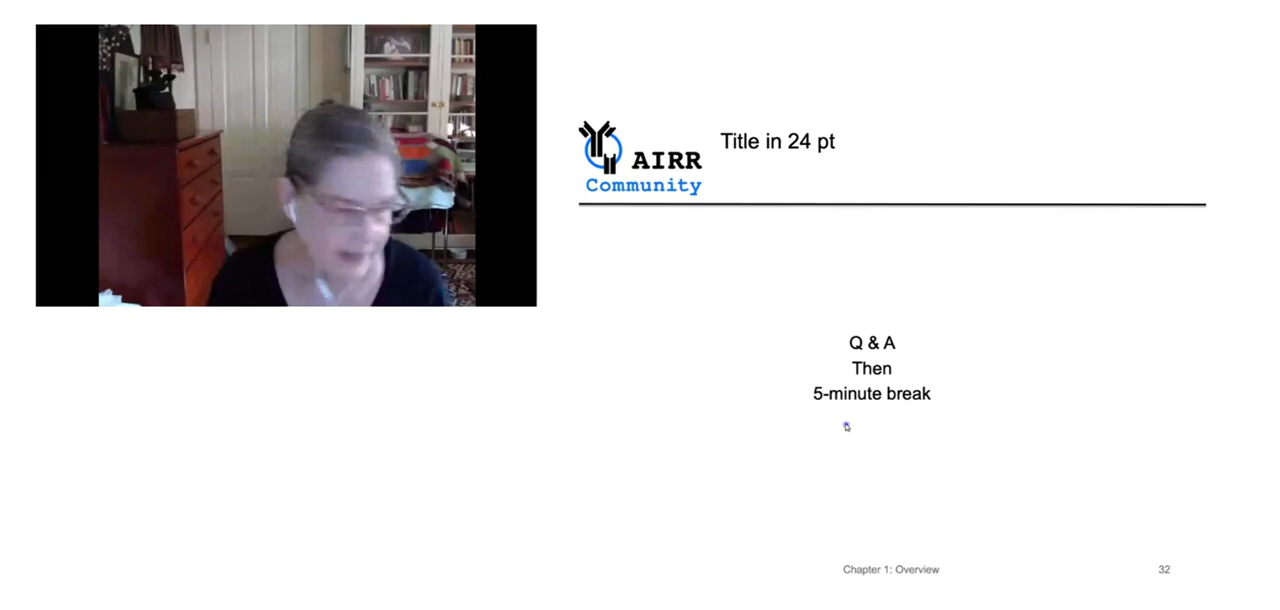 AIRR
Community
Title in 24 pt
Q & A
Then
5-minute break
Chapter 1: Overview
32